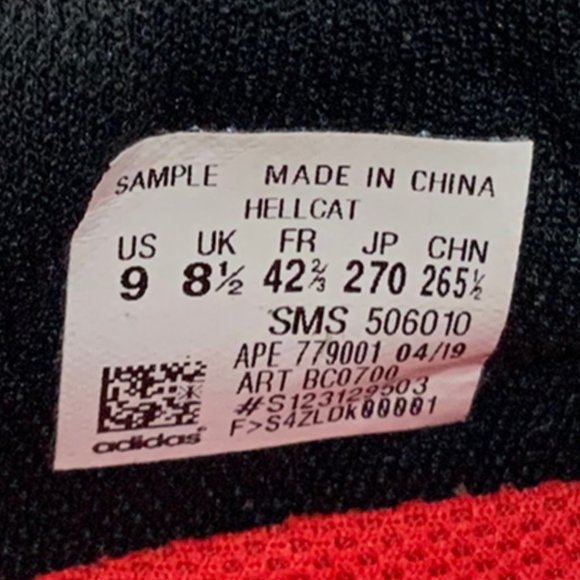 SAMPLE MADE IN CHINA
HELLCAT
US UK FR JP CHN
9 8½ 42⅔ 270 265½
SMS 506010
APE 779001 04/19
ART BC0700
#S123129503
F>S4ZLDK00001
adidas